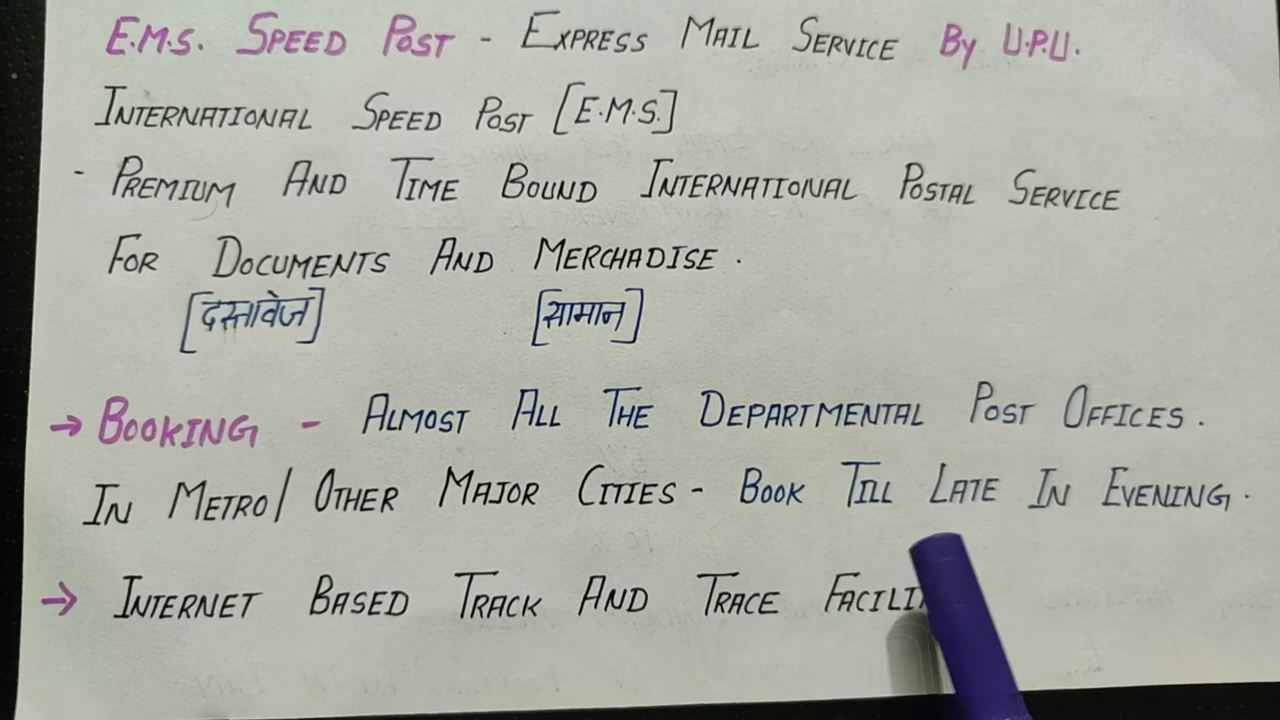 E.M.S. SPEED POST - EXPRESS MAIL SERVICE By U.P.U.
INTERNATIONAL SPEED POST [E.M.S.]
- PREMIUM AND TIME BOUND INTERNATIONAL POSTAL SERVICE
FOR DOCUMENTS AND MERCHADISE.
[दस्तावेज] [सामान]
→ BOOKING - ALMOST ALL THE DEPARTMENTAL POST OFFICES.
IN METRO/ OTHER MAJOR CITIES - BOOK TILL LATE IN EVENING.
→ INTERNET BASED TRACK AND TRACE